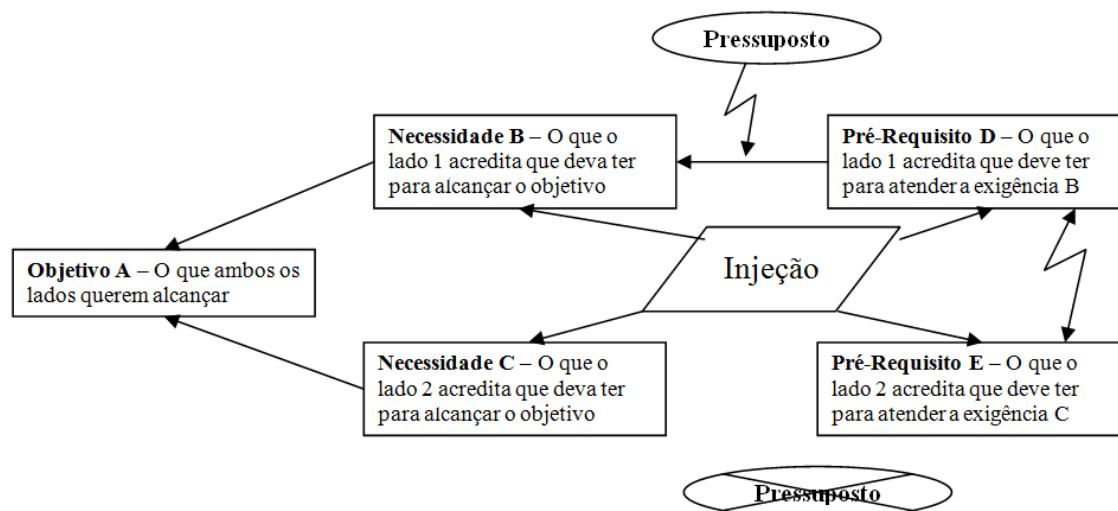 Pressuposto
Necessidade B – O que o
lado 1 acredita que deva ter
para alcançar o objetivo
Pré-Requisito D – O que o
lado 1 acredita que deve ter
para atender a exigência B
Injeção
Objetivo A – O que ambos os
lados querem alcançar
Necessidade C – O que o
lado 2 acredita que deva ter
para alcançar o objetivo
Pré-Requisito E – O que o
lado 2 acredita que deve ter
para atender a exigência C
Pressuposto